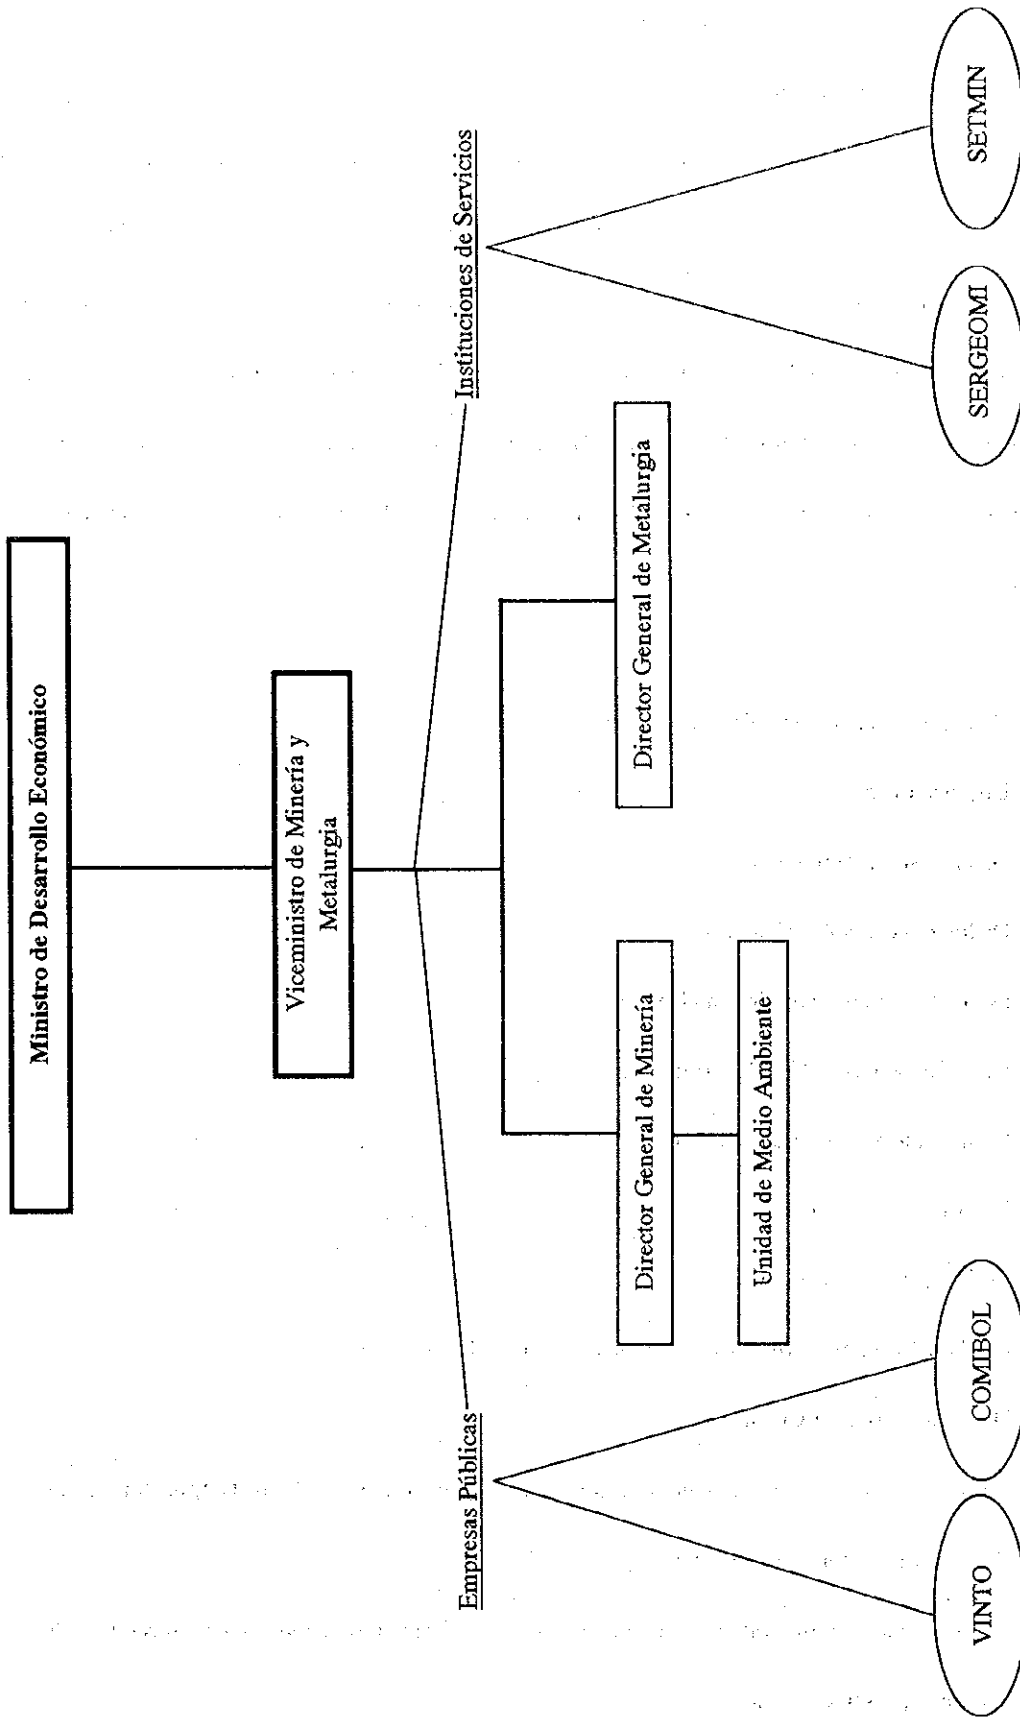 Ministro de Desarrollo Económico
Viceministro de Minería y
Metalurgia
Empresas Públicas
Instituciones de Servicios
Director General de Minería
Director General de Metalurgia
Unidad de Medio Ambiente
VINTO
COMIBOL
SERGEOMI
SETMIN